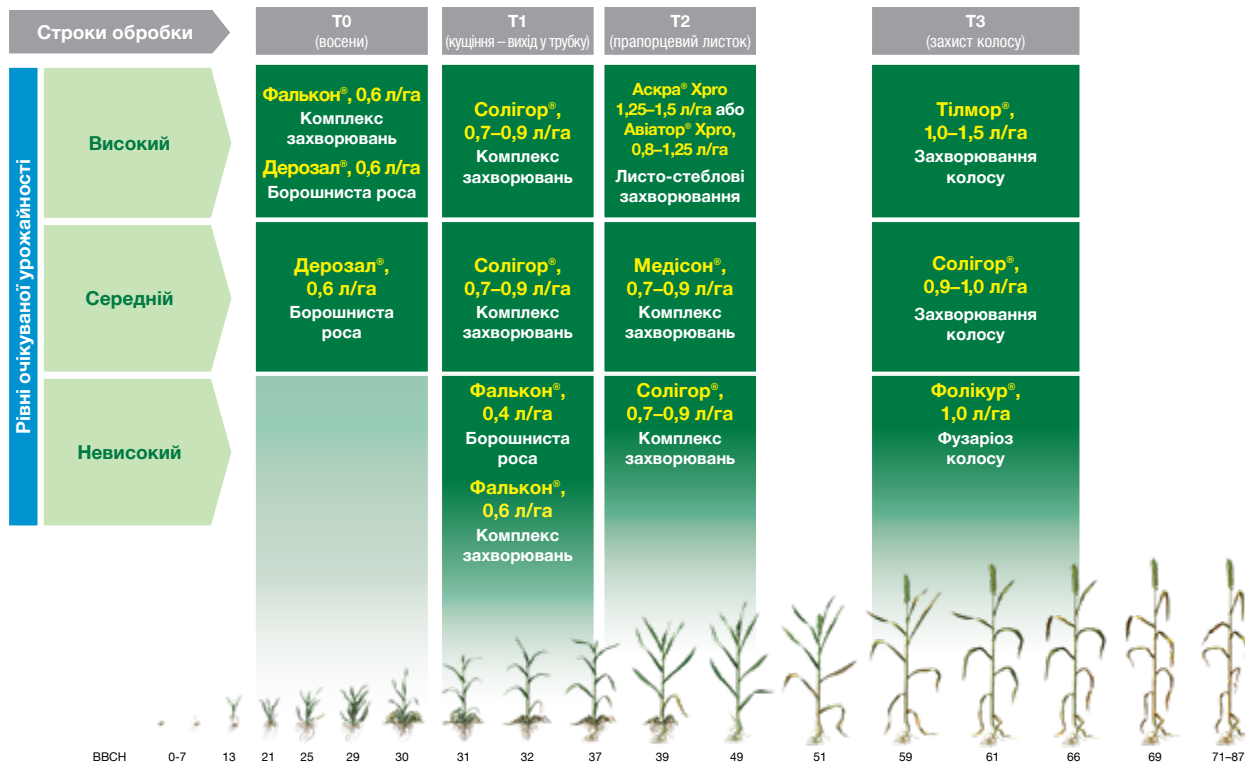 Строки обробки
Т0
(восени)
Т1
(кущіння – вихід у трубку)
Т2
(прапорцевий листок)
Т3
(захист колосу)
Рівні очікуваної урожайності
Високий
Фалькон®, 0,6 л/га
Комплекс
захворювань
Дерозал®, 0,6 л/га
Борошниста роса
Солігор®,
0,7–0,9 л/га
Комплекс
захворювань
Аскра® Xpro
1,25–1,5 л/га або
Авіатор® Xpro,
0,8–1,25 л/га
Листо-стеблові
захворювання
Тілмор®,
1,0–1,5 л/га
Захворювання
колосу
Середній
Дерозал®,
0,6 л/га
Борошниста
роса
Солігор®,
0,7–0,9 л/га
Комплекс
захворювань
Медісон®,
0,7–0,9 л/га
Комплекс
захворювань
Солігор®,
0,9–1,0 л/га
Захворювання
колосу
Невисокий
Фалькон®,
0,4 л/га
Борошниста
роса
Фалькон®,
0,6 л/га
Комплекс
захворювань
Солігор®,
0,7–0,9 л/га
Комплекс
захворювань
Фолікур®,
1,0 л/га
Фузаріоз
колосу
ВВСН 0-7 13 21 25 29 30 31 32 37 39 49 51 59 61 66 69 71–87